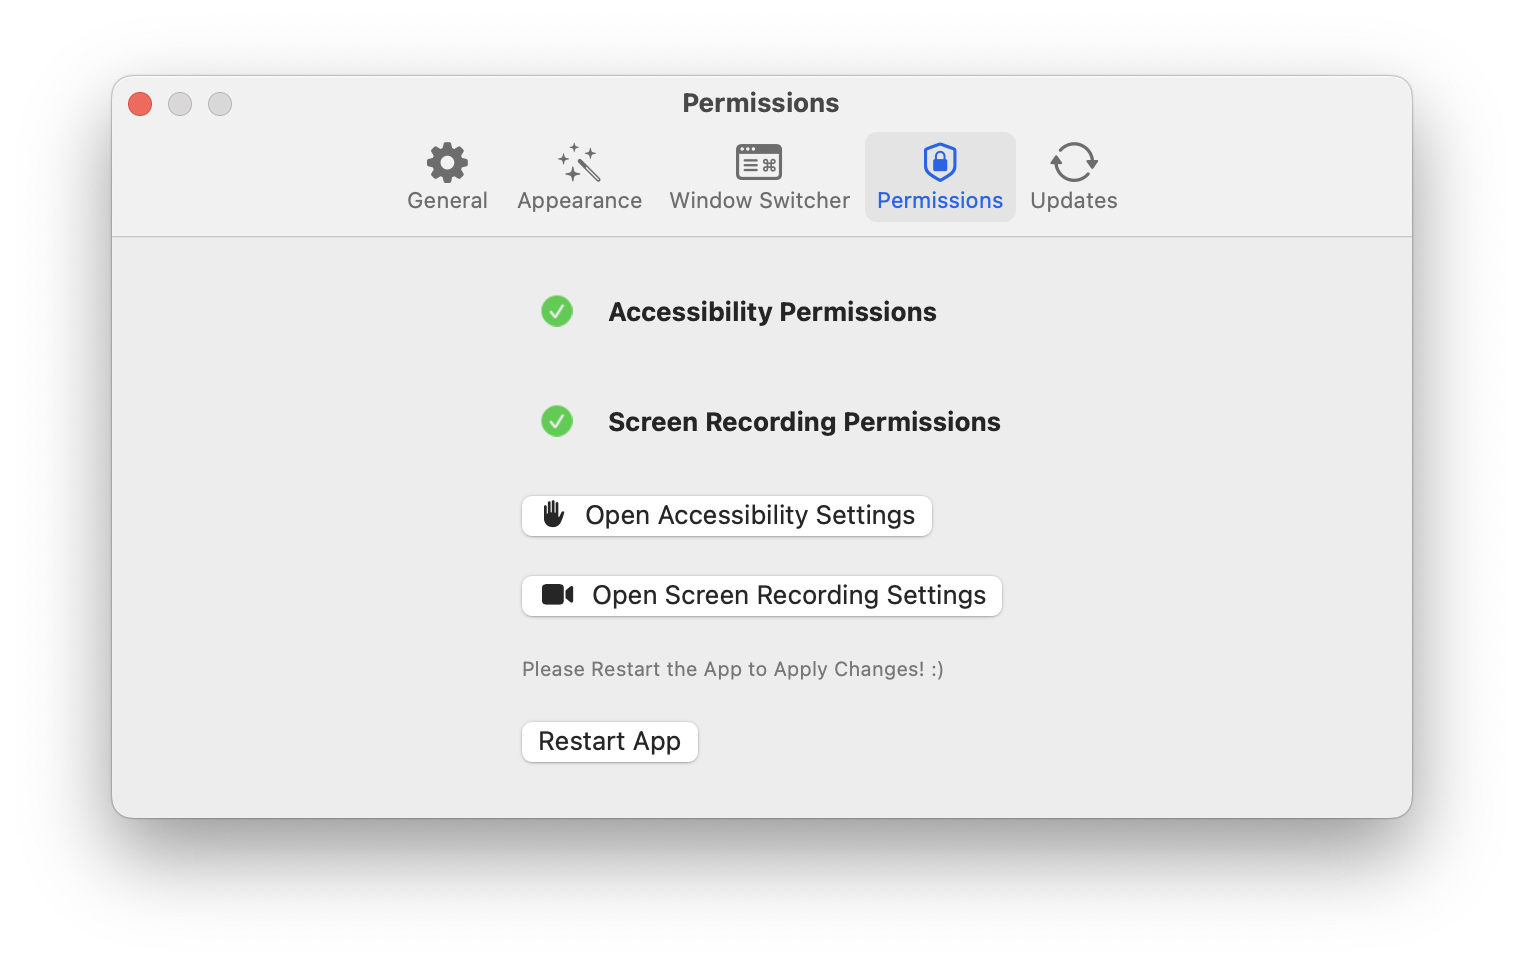 Permissions
General Appearance Window Switcher Permissions Updates
Accessibility Permissions
Screen Recording Permissions
Open Accessibility Settings
Open Screen Recording Settings
Please Restart the App to Apply Changes! :)
Restart App